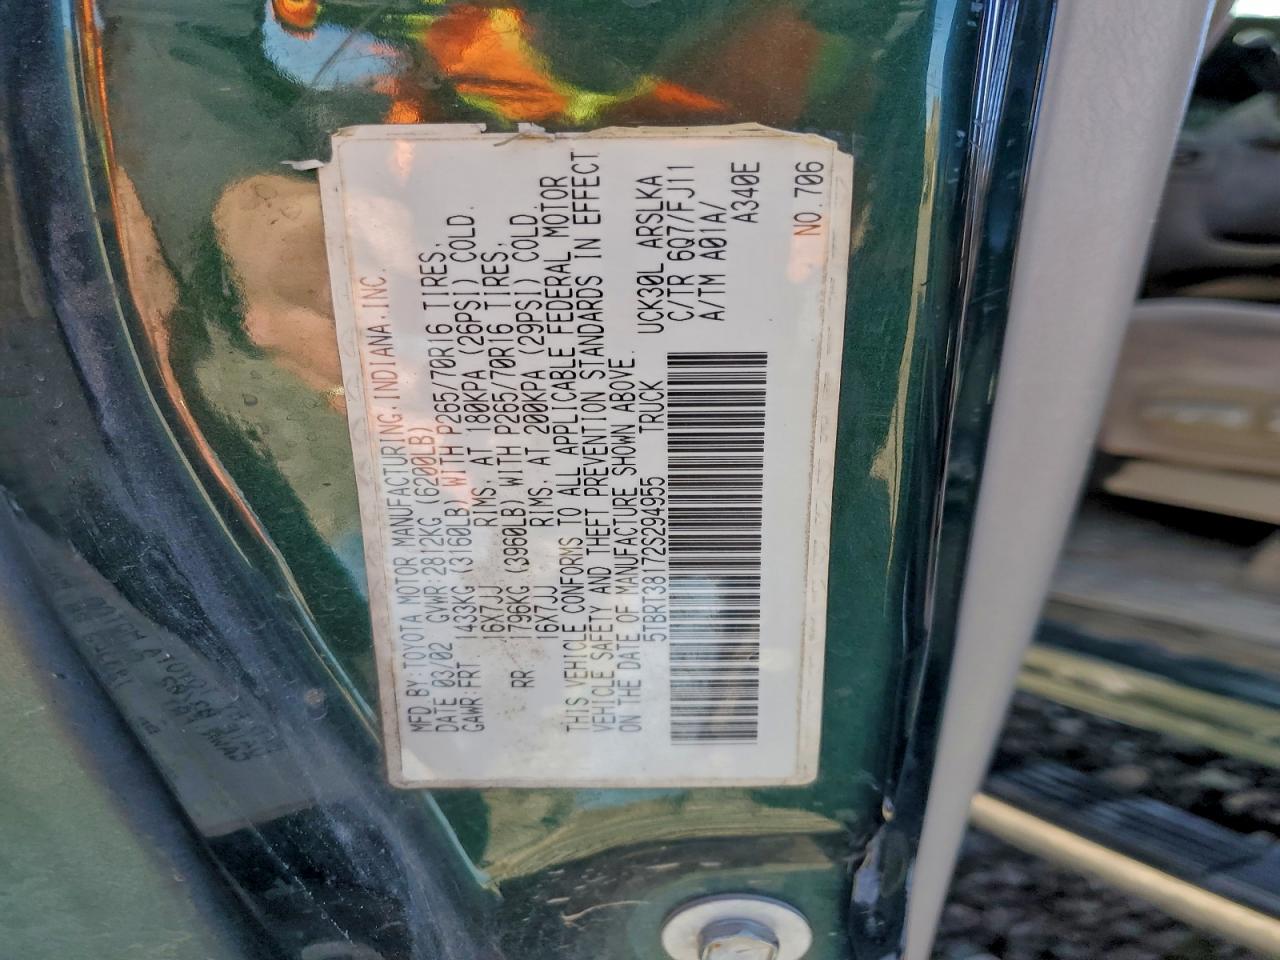 MFD BY:TOYOTA MOTOR MANUFACTURING,INDIANA,INC.
DATE 03/02 GVWR:2812KG (6200LB)
GAWR:FRT 1433KG (3160LB) WITH P265/70R16 TIRES,
16X7JJ RIMS, AT 180KPA (26PSI) COLD.
RR 1796KG (3960LB) WITH P265/70R16 TIRES,
16X7JJ RIMS, AT 200KPA (29PSI) COLD.
THIS VEHICLE CONFORMS TO ALL APPLICABLE FEDERAL MOTOR
VEHICLE SAFETY AND THEFT PREVENTION STANDARDS IN EFFECT
ON THE DATE OF MANUFACTURE SHOWN ABOVE.
5TBRT38172S294955 TRUCK
UCK30L ARSLKA
C/TR 6Q7/FJ11
A/TM A01A/
A340E
NO.706